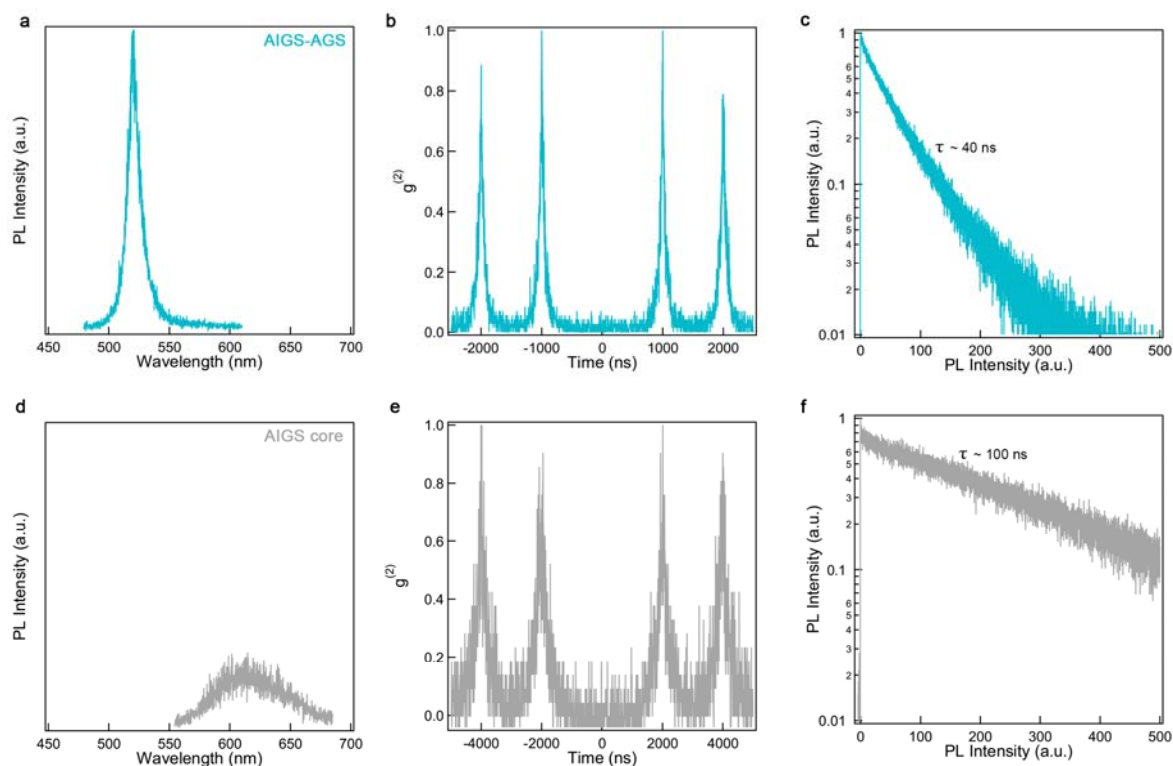 a
AIGS-AGS
PL Intensity (a.u.)
450 500 550 600 650 700
Wavelength (nm)
b
1.0
0.8
0.6
0.4
0.2
0.0
g(2)
-2000 -1000 0 1000 2000
Time (ns)
c
1
6
5
4
3
2
0.1
6
5
4
3
2
0.01
PL Intensity (a.u.)
τ ~ 40 ns
0 100 200 300 400 500
PL Intensity (a.u.)
d
AIGS core
PL Intensity (a.u.)
450 500 550 600 650 700
Wavelength (nm)
e
1.0
0.8
0.6
0.4
0.2
0.0
g(2)
-4000 -2000 0 2000 4000
Time (ns)
f
1
6
5
4
3
2
0.1
6
5
4
3
2
0.01
PL Intensity (a.u.)
τ ~ 100 ns
0 100 200 300 400 500
PL Intensity (a.u.)